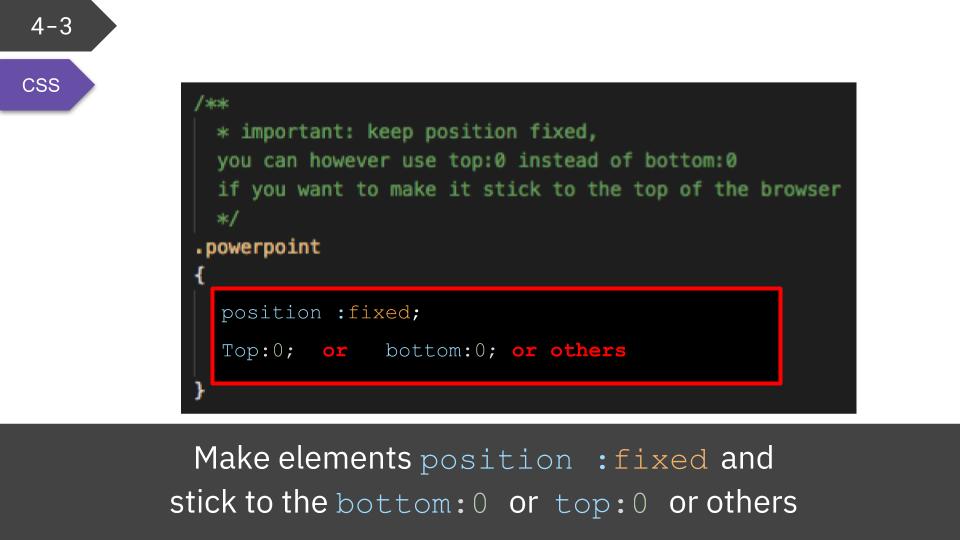 4-3
CSS
/**
* important: keep position fixed,
you can however use top:0 instead of bottom:0
if you want to make it stick to the top of the browser
*/
.powerpoint
{
position :fixed;
Top:0; or bottom:0; or others
}
Make elements position :fixed and
stick to the bottom:0 or top:0 or others